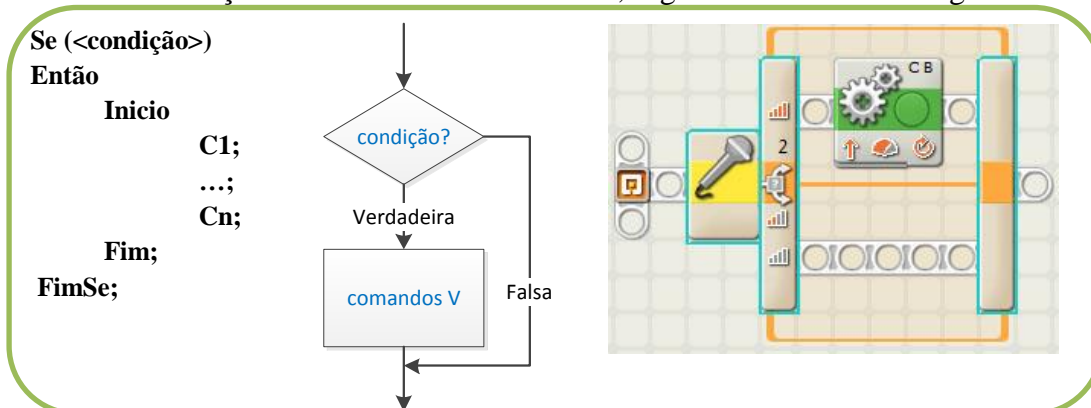 Se (<condição>)
Então
Inicio
C1;
…;
Cn;
Fim;
FimSe;
condição?
Verdadeira
comandos V
Falsa
C B
2